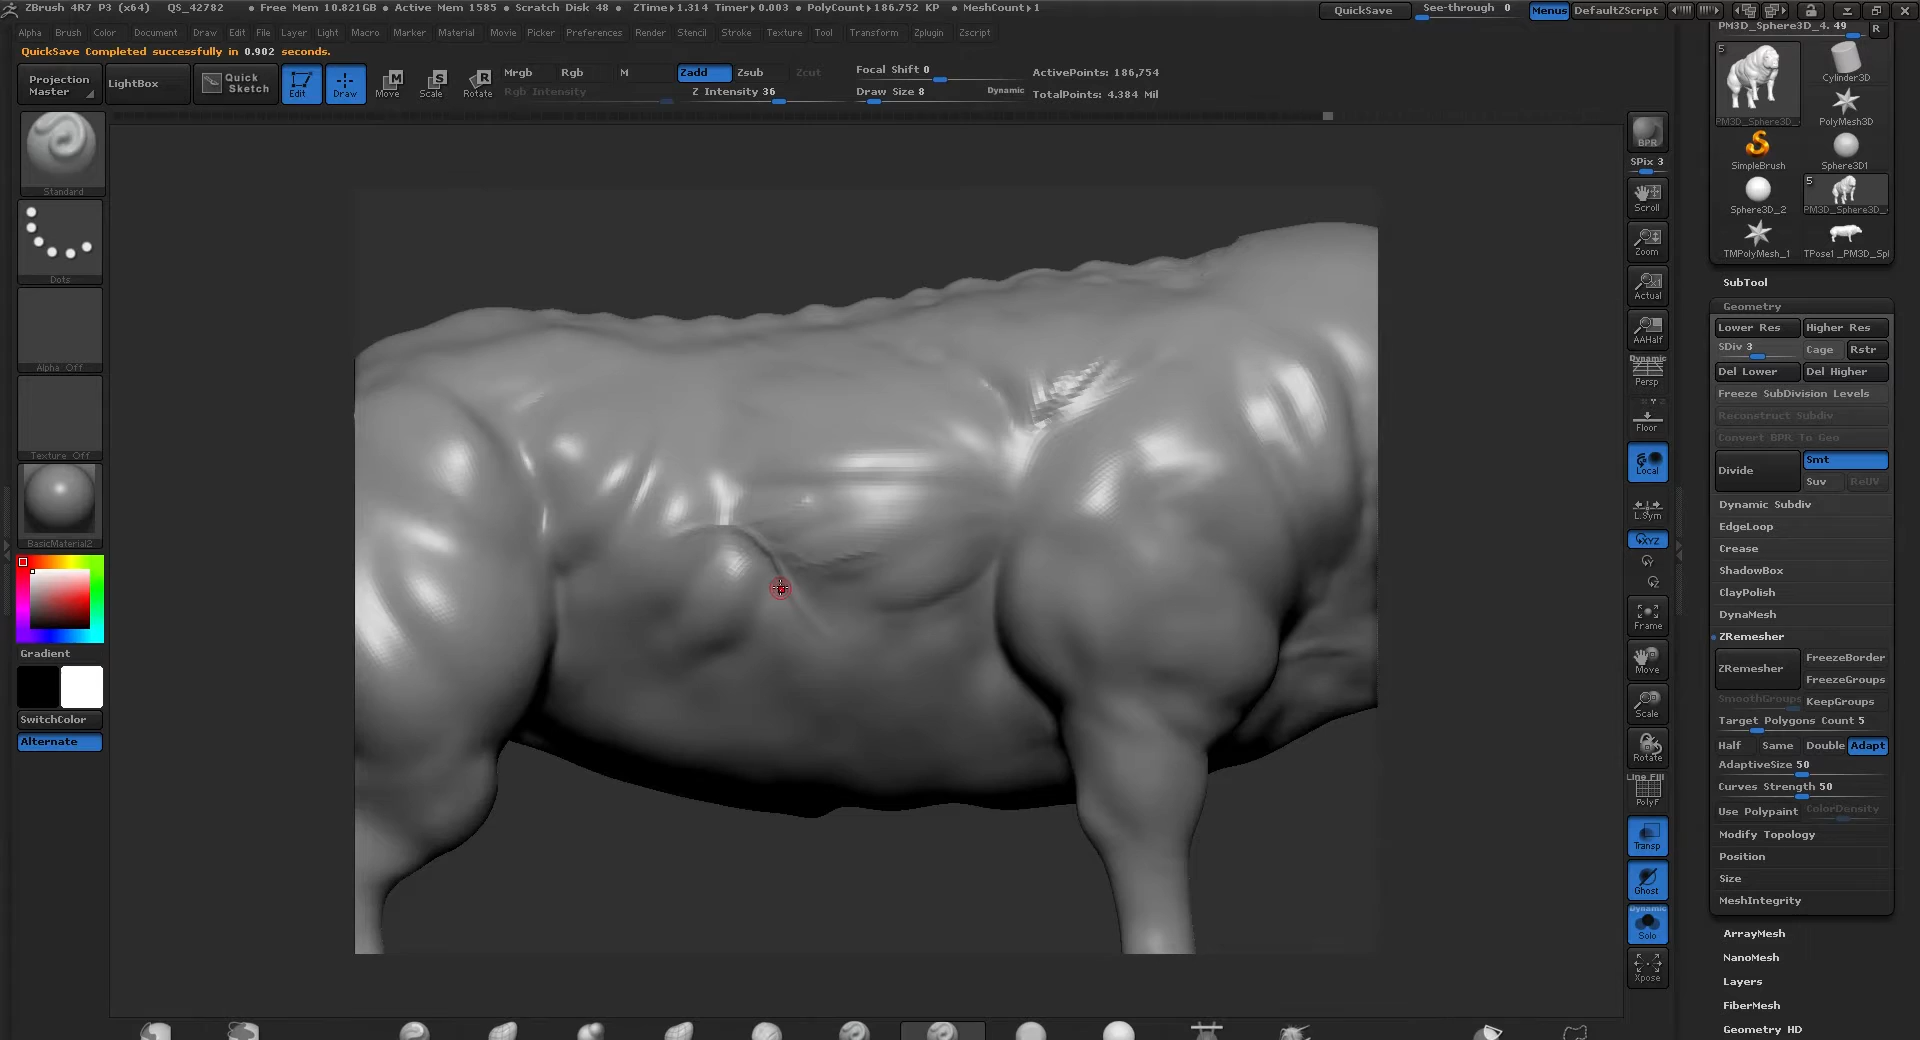 ZBrush 4R7 P3 (x64)   QS_42782   • Free Mem 10.821GB • Active Mem 1585 • Scratch Disk 48 •   ZTime▸1.314 Timer▸0.003 • PolyCount▸186.752 KP   • MeshCount▸1
QuickSave
See-through 0
Menus
DefaultZScript
Alpha Brush Color Document Draw Edit File Layer Light Macro Marker Material Movie Picker Preferences Render Stencil Stroke Texture Tool Transform Zplugin Zscript
QuickSave Completed successfully in 0.902 seconds.
Projection Master
LightBox
Quick Sketch
Edit
Draw
Move
Scale
Rotate
Mrgb Rgb M
Rgb Intensity
Zadd Zsub Zcut
Z Intensity 36
Focal Shift 0
Draw Size 8
Dynamic
ActivePoints: 186,754
TotalPoints: 4.384 Mil
Standard
Dots
Alpha Off
Texture Off
BasicMaterial2
Gradient
SwitchColor
Alternate
BPR
SPix 3
Scroll
Zoom
Actual
AAHalf
Dynamic
Persp
Floor
Local
L.Sym
XYZ
Frame
Move
Scale
Rotate
Line Fill
PolyF
Transp
Ghost
Dynamic
Solo
Xpose
PM3D_Sphere3D_4. 49
R
5
PM3D_Sphere3D_
Cylinder3D
PolyMesh3D
SimpleBrush
Sphere3D1
Sphere3D_2
5
PM3D_Sphere3D_
TMPolyMesh_1
TPose1_PM3D_Spl
SubTool
Geometry
Lower Res Higher Res
SDiv 3 Cage Rstr
Del Lower Del Higher
Freeze SubDivision Levels
Reconstruct Subdiv
Convert BPR To Geo
Divide
Smt
Suv ReUV
Dynamic Subdiv
EdgeLoop
Crease
ShadowBox
ClayPolish
DynaMesh
ZRemesher
ZRemesher
FreezeBorder
FreezeGroups
SmoothGroups KeepGroups
Target Polygons Count 5
Half Same Double Adapt
AdaptiveSize 50
Curves Strength 50
Use Polypaint ColorDensity
Modify Topology
Position
Size
MeshIntegrity
ArrayMesh
NanoMesh
Layers
FiberMesh
Geometry HD